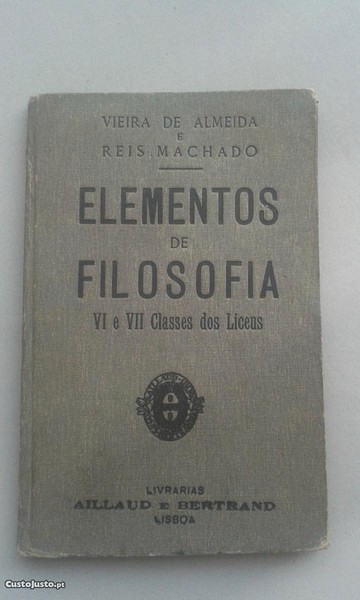 VIEIRA DE ALMEIDA
E
REIS MACHADO
ELEMENTOS
DE
FILOSOFIA
VI e VII Classes dos Liceus
LIVRARIAS
AILLAUD E BERTRAND
LISBOA
CustoJusto.pt